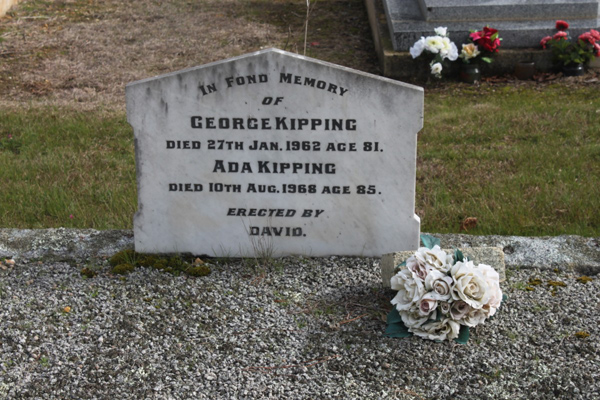 In Fond Memory
of
George Kipping
died 27th Jan. 1962 age 81.
Ada Kipping
died 10th Aug. 1968 age 85.
erected by
David.